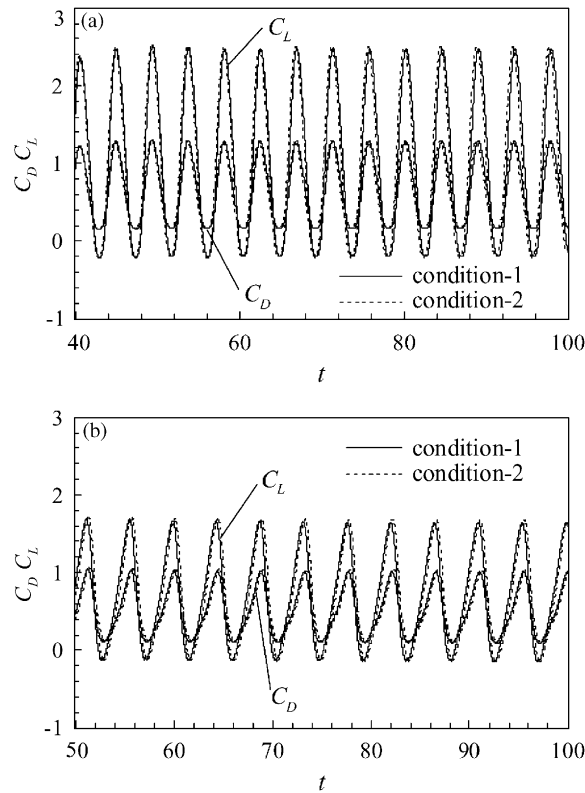 (a)
3
2
1
0
-1
C_D C_L
C_L
C_D
condition-1
condition-2
40 60 80 100
t
(b)
3
2
1
0
-1
C_D C_L
condition-1
condition-2
C_L
C_D
50 60 70 80 90 100
t